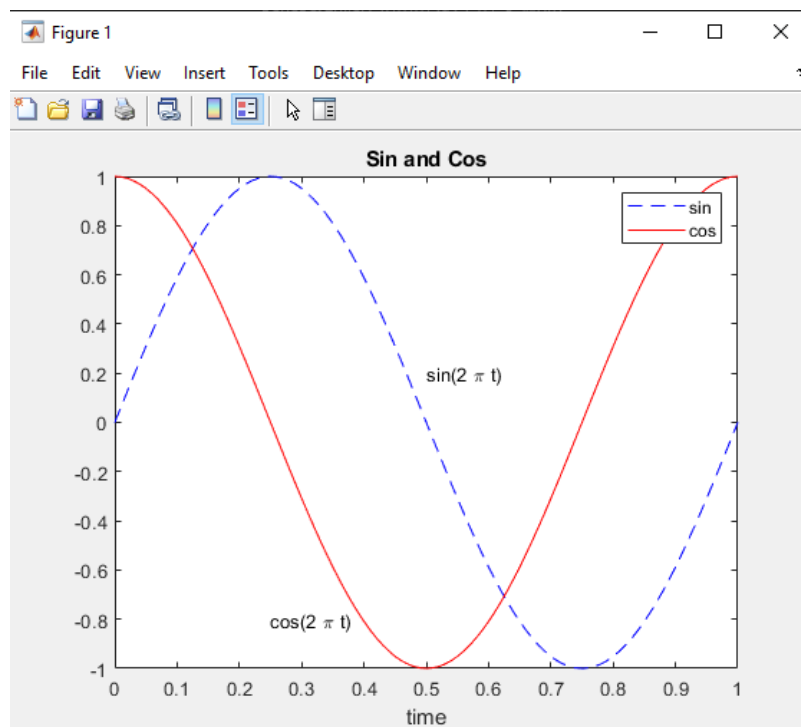 Figure 1
File Edit View Insert Tools Desktop Window Help
Sin and Cos
1
0.8
0.6
0.4
0.2
0
-0.2
-0.4
-0.6
-0.8
-1
sin
cos
sin(2 π t)
cos(2 π t)
0 0.1 0.2 0.3 0.4 0.5 0.6 0.7 0.8 0.9 1
time